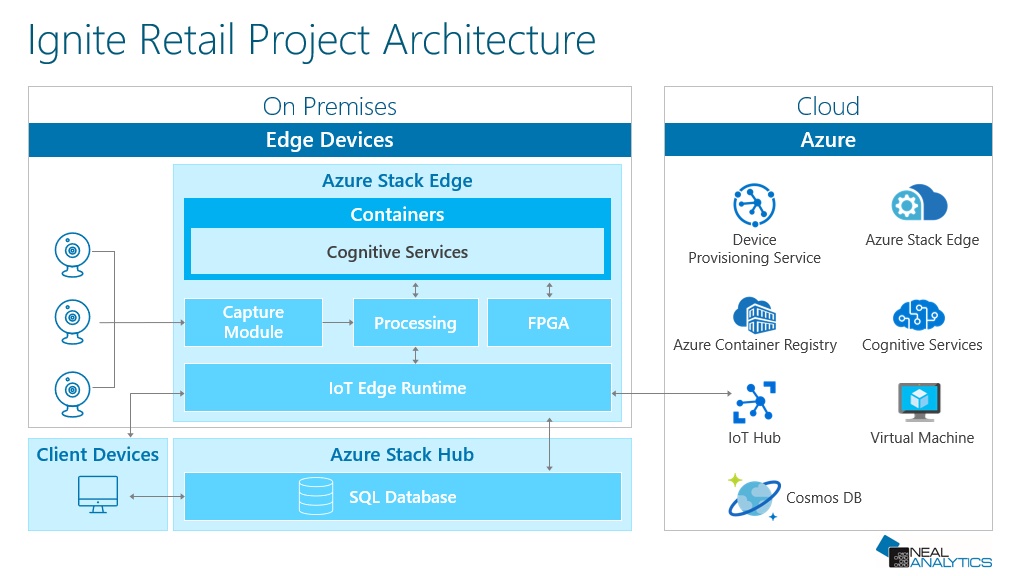 Ignite Retail Project Architecture
On Premises
Edge Devices
Azure Stack Edge
Containers
Cognitive Services
Capture
Module
Processing
FPGA
IoT Edge Runtime
Client Devices
Azure Stack Hub
SQL Database
Cloud
Azure
Device
Provisioning Service
Azure Stack Edge
Azure Container Registry
Cognitive Services
IoT Hub
Virtual Machine
Cosmos DB
NEAL
ANALYTICS